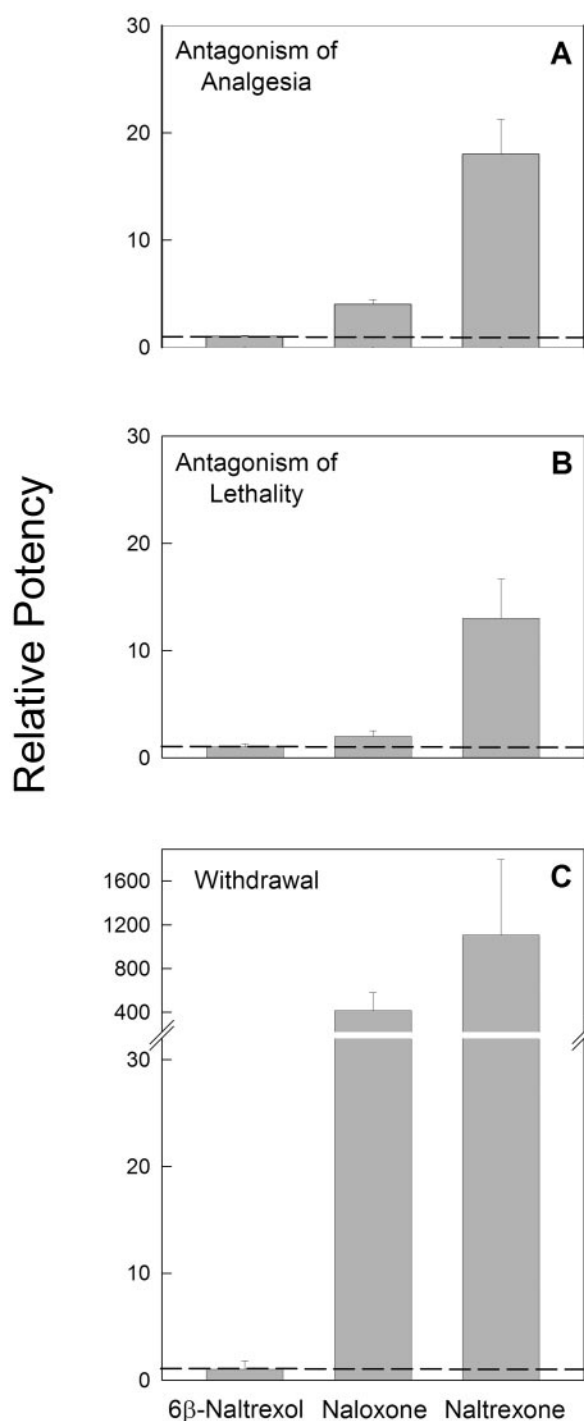 Relative Potency
30
20
10
0
Antagonism of
Analgesia
A
30
20
10
0
Antagonism of
Lethality
B
1600
1200
800
400
30
20
10
0
Withdrawal
C
6β-Naltrexol Naloxone Naltrexone